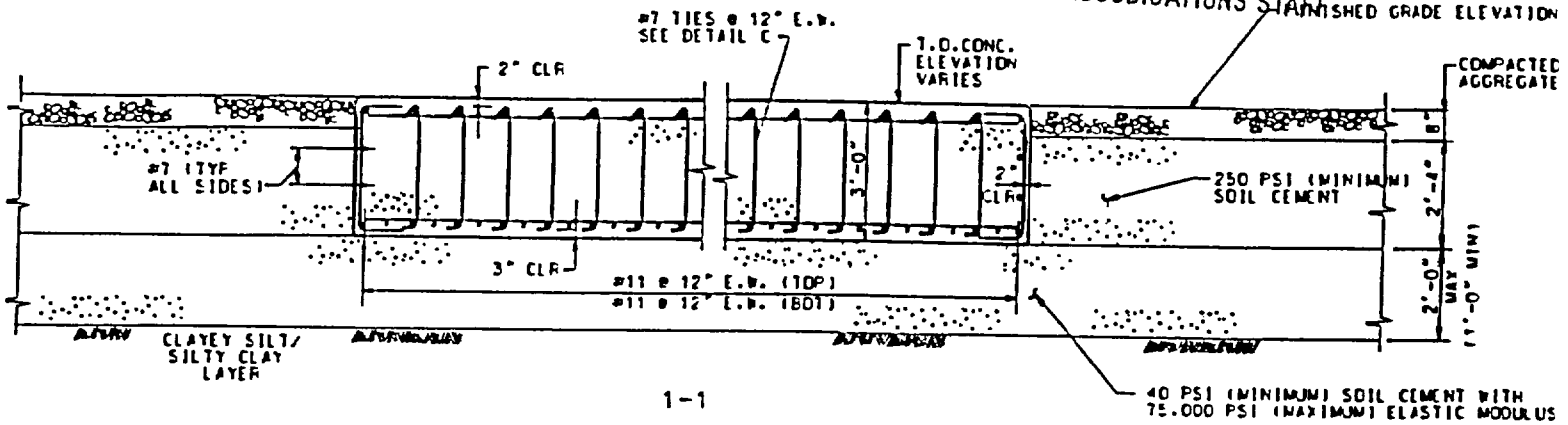 #7 TIES @ 12" E.W.
SEE DETAIL C
FINISHED GRADE ELEVATION
T.O.CONC.
ELEVATION
VARIES
COMPACTED
AGGREGATE
2" CLR
8"
#7 (TYP
ALL SIDES)
3'-0"
2"
CLR
2'-4"
250 PSI (MINIMUM)
SOIL CEMENT
3" CLR
#11 @ 12" E.W. (TOP)
#11 @ 12" E.W. (BOT)
2'-0"
MAX
(1'-0" MIN)
CLAYEY SILT/
SILTY CLAY
LAYER
1-1
40 PSI (MINIMUM) SOIL CEMENT WITH
75.000 PSI (MAXIMUM) ELASTIC MODULUS